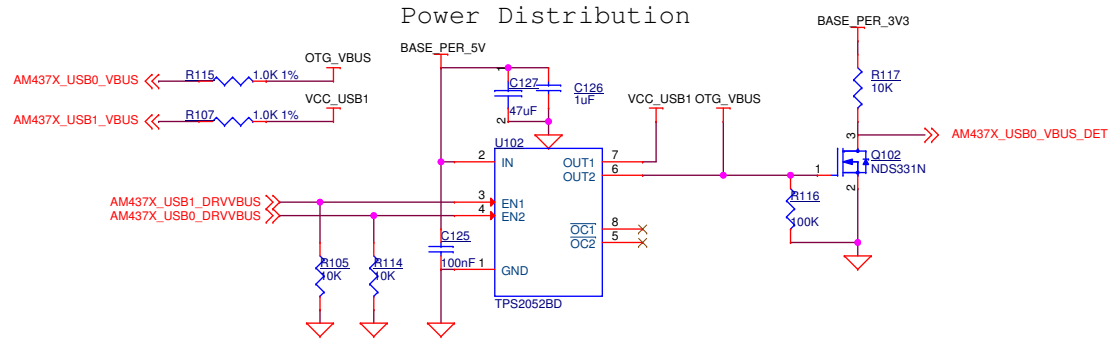 Power Distribution
BASE_PER_3V3
BASE_PER_5V
OTG_VBUS
AM437X_USB0_VBUS
R115
1.0K 1%
VCC_USB1
AM437X_USB1_VBUS
R107
1.0K 1%
1
C127
47uF
2
C126
1uF
VCC_USB1
OTG_VBUS
R117
10K
3
AM437X_USB0_VBUS_DET
Q102
NDS331N
1
2
R116
100K
U102
2
IN
OUT1
7
OUT2
6
AM437X_USB1_DRVVBUS
3
EN1
AM437X_USB0_DRVVBUS
4
EN2
OC1
8
OC2
5
C125
100nF
1
GND
R105
10K
R114
10K
TPS2052BD